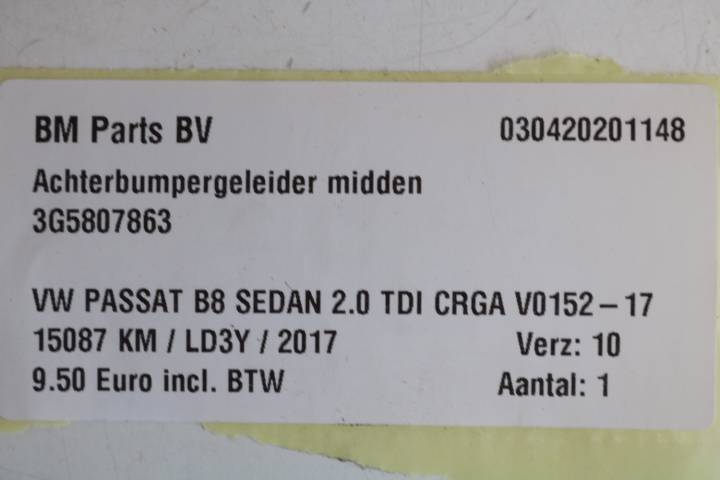 BM Parts BV 030420201148
Achterbumpergeleider midden
3G5807863
VW PASSAT B8 SEDAN 2.0 TDI CRGA V0152-17
15087 KM / LD3Y / 2017 Verz: 10
9.50 Euro incl. BTW Aantal: 1